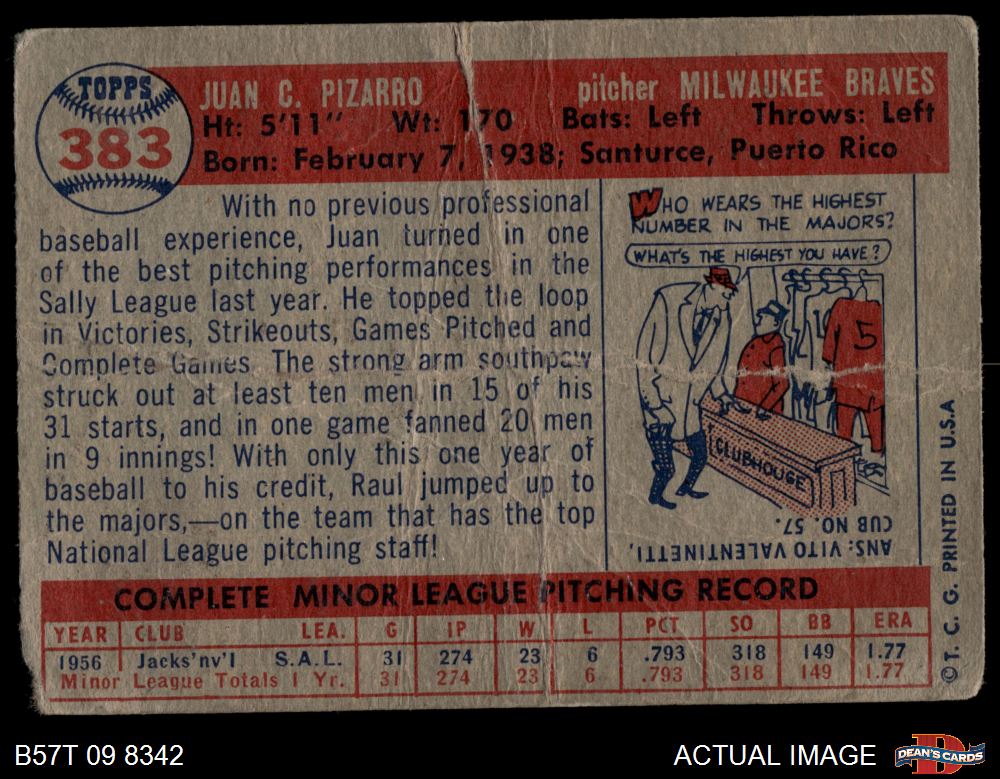 TOPPS
383
JUAN C. PIZARRO pitcher MILWAUKEE BRAVES
Ht: 5'11" Wt: 170 Bats: Left Throws: Left
Born: February 7, 1938; Santurce, Puerto Rico
With no previous professional
baseball experience, Juan turned in one
of the best pitching performances in the
Sally League last year. He topped the loop
in Victories, Strikeouts, Games Pitched and
Complete Games. The strong arm southpaw
struck out at least ten men in 15 of his
31 starts, and in one game fanned 20 men
in 9 innings! With only this one year of
baseball to his credit, Raul jumped up to
the majors,—on the team that has the top
National League pitching staff!
WHO WEARS THE HIGHEST
NUMBER IN THE MAJORS?
WHAT'S THE HIGHEST YOU HAVE?
10
5
CLUBHOUSE
ANS: VITO VALENTINETTI,
CUB NO. 57.
©T. C. G. PRINTED IN U.S.A
COMPLETE MINOR LEAGUE PITCHING RECORD
YEAR CLUB LEA. G IP W L PCT SO BB ERA
1956 Jacks'nv'l S.A.L. 31 274 23 6 .793 318 149 1.77
Minor League Totals 1 Yr. 31 274 23 6 .793 318 149 1.77
B57T 09 8342 ACTUAL IMAGE
D
DEAN'S CARDS